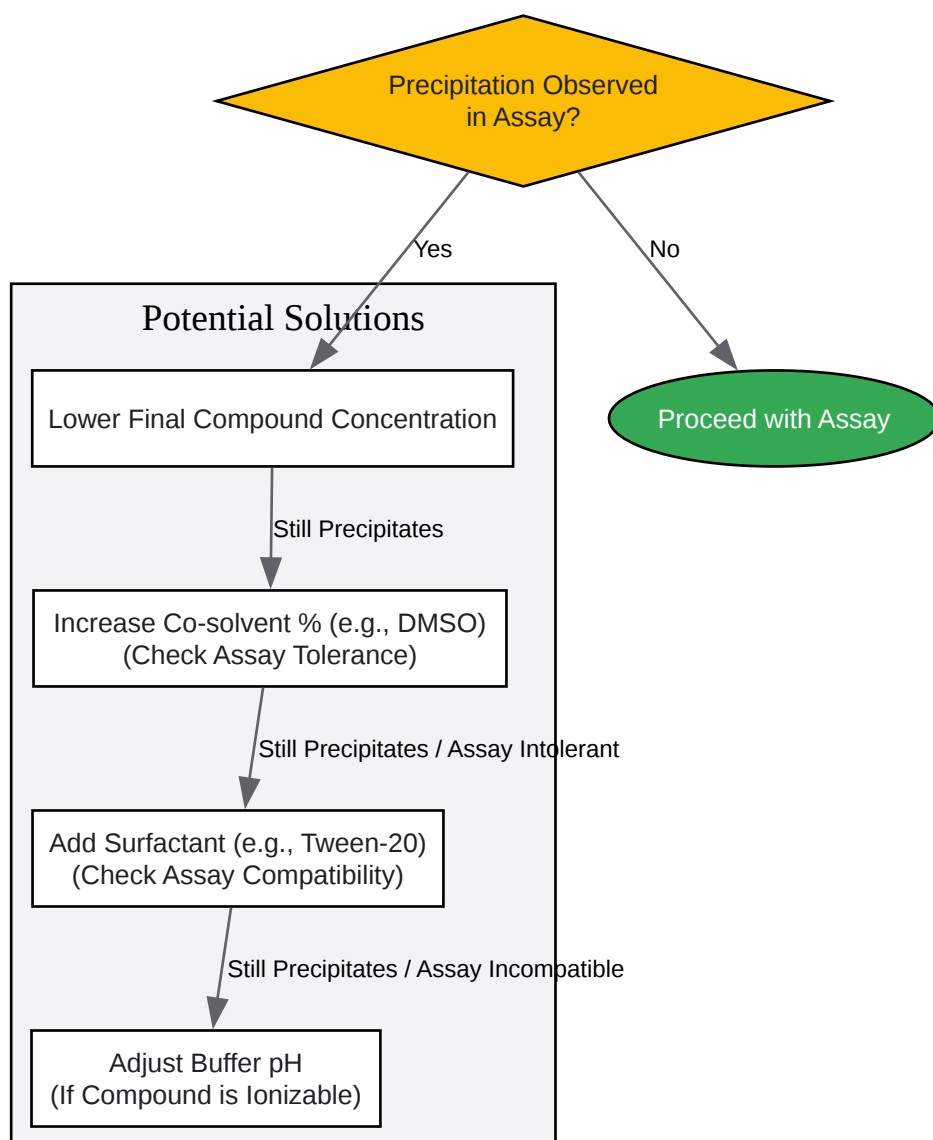 Precipitation Observed
in Assay?
Yes
No
Potential Solutions
Lower Final Compound Concentration
Proceed with Assay
Still Precipitates
Increase Co-solvent % (e.g., DMSO)
(Check Assay Tolerance)
Still Precipitates / Assay Intolerant
Add Surfactant (e.g., Tween-20)
(Check Assay Compatibility)
Still Precipitates / Assay Incompatible
Adjust Buffer pH
(If Compound is Ionizable)